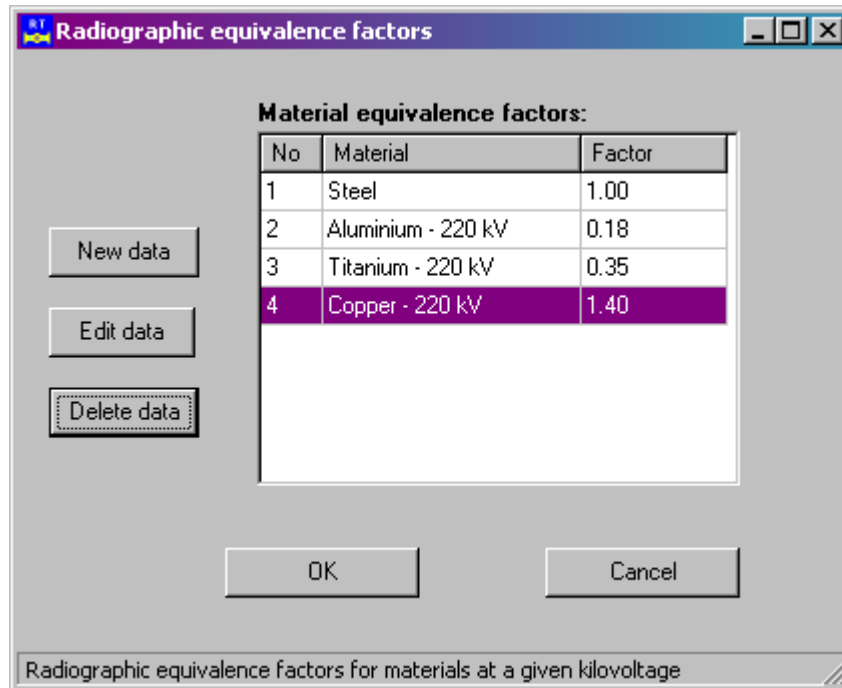 RT
Radiographic equivalence factors
Material equivalence factors:
No Material Factor
1 Steel 1.00
2 Aluminium - 220 kV 0.18
3 Titanium - 220 kV 0.35
4 Copper - 220 kV 1.40
New data
Edit data
Delete data
OK Cancel
Radiographic equivalence factors for materials at a given kilovoltage